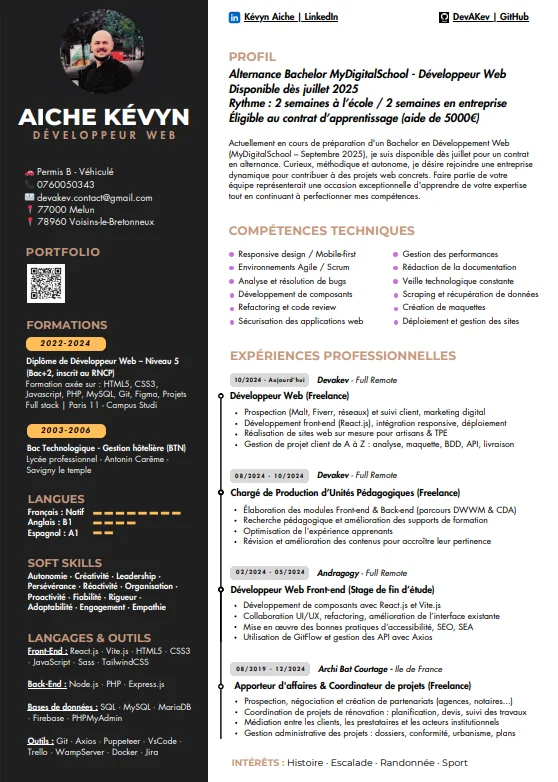 AICHE KÉVYN
DÉVELOPPEUR WEB
Permis B - Véhiculé
0760050343
devakev.contact@gmail.com
77000 Melun
78960 Voisins-le-Bretonneux
PORTFOLIO
FORMATIONS
2022-2024
Diplôme de Développeur Web – Niveau 5
(Bac+2, inscrit au RNCP)
Formation axée sur : HTML5, CSS3,
Javascript, PHP, MySQL, Git, Figma, Projets
Full stack | Paris 11 - Campus Studi
2003-2006
Bac Technologique - Gestion hôtelière (BTN)
Lycée professionnel - Antonin Carême -
Savigny le temple
LANGUES
Français : Natif
Anglais : B1
Espagnol : A1
SOFT SKILLS
Autonomie · Créativité · Leadership ·
Persévérance · Réactivité · Organisation ·
Proactivité · Fiabilité · Rigueur ·
Adaptabilité · Engagement · Empathie
LANGAGES & OUTILS
Front-End : React.js · Vite.js · HTML5 · CSS3
· JavaScript · Sass · TailwindCSS
Back-End : Node.js · PHP · Express.js
Bases de données : SQL · MySQL · MariaDB
· Firebase · PHPMyAdmin
Outils : Git · Axios · Puppeteer · VsCode ·
Trello · WampServer · Docker · Jira
Kévyn Aiche | LinkedIn
DevAKev | GitHub
PROFIL
Alternance Bachelor MyDigitalSchool - Développeur Web
Disponible dès juillet 2025
Rythme : 2 semaines à l'école / 2 semaines en entreprise
Éligible au contrat d'apprentissage (aide de 5000€)
Actuellement en cours de préparation d'un Bachelor en Développement Web
(MyDigitalSchool – Septembre 2025), je suis disponible dès juillet pour un contrat
en alternance. Curieux, méthodique et autonome, je désire rejoindre une entreprise
dynamique pour contribuer à des projets web concrets. Faire partie de votre
équipe représenterait une occasion exceptionnelle d'apprendre de votre expertise
tout en continuant à perfectionner mes compétences.
COMPÉTENCES TECHNIQUES
Responsive design / Mobile-first
Environnements Agile / Scrum
Analyse et résolution de bugs
Développement de composants
Refactoring et code review
Sécurisation des applications web
Gestion des performances
Rédaction de la documentation
Veille technologique constante
Scraping et récupération de données
Création de maquettes
Déploiement et gestion des sites
EXPÉRIENCES PROFESSIONNELLES
10/2024 - Aujourd'hui Devakev - Full Remote
Développeur Web (Freelance)
• Prospection (Malt, Fiverr, réseaux) et suivi client, marketing digital
• Développement front-end (React.js), intégration responsive, déploiement
• Réalisation de sites web sur mesure pour artisans & TPE
• Gestion de projet client de A à Z : analyse, maquette, BDD, API, livraison
08/2024 - 10/2024 Devakev - Full Remote
Chargé de Production d'Unités Pédagogiques (Freelance)
• Élaboration des modules Front-end & Back-end (parcours DWWM & CDA)
• Recherche pédagogique et amélioration des supports de formation
• Optimisation de l'expérience apprenants
• Révision et amélioration des contenus pour accroître leur pertinence
02/2024 - 05/2024 Andragogy - Full Remote
Développeur Web Front-end (Stage de fin d'étude)
• Développement de composants avec React.js et Vite.js
• Collaboration UI/UX, refactoring, amélioration de l'interface existante
• Mise en œuvre des bonnes pratiques d'accessibilité, SEO, SEA
• Utilisation de GitFlow et gestion des API avec Axios
08/2019 - 12/2024 Archi Bat Courtage - Ile de France
Apporteur d'affaires & Coordinateur de projets (Freelance)
• Prospection, négociation et création de partenariats (agences, notaires...)
• Coordination de projets de rénovation : planification, devis, suivi des travaux
• Médiation entre les clients, les prestataires et les acteurs institutionnels
• Gestion administrative des projets : dossiers, conformité, urbanisme, plans
INTÉRÊTS : Histoire · Escalade · Randonnée · Sport